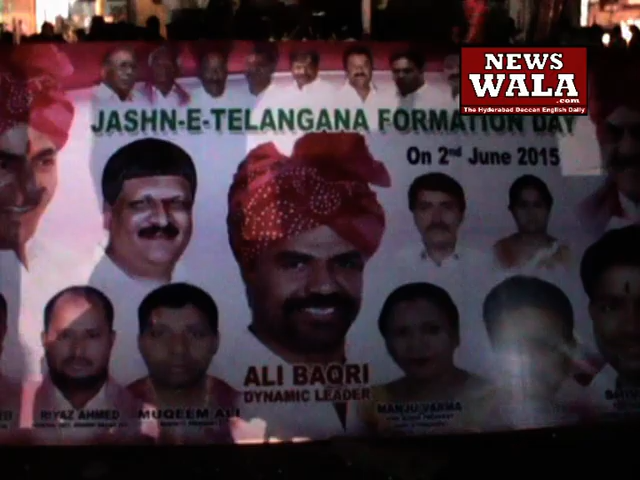 NEWS
WALA
.com
The Hyderabad Deccan English Daily
JASHN-E-TELANGANA FORMATION DAY
On 2nd June 2015
ALI BAQRI
DYNAMIC LEADER
RIYAZ AHMED
MUQEEM ALI
MANJU VARMA